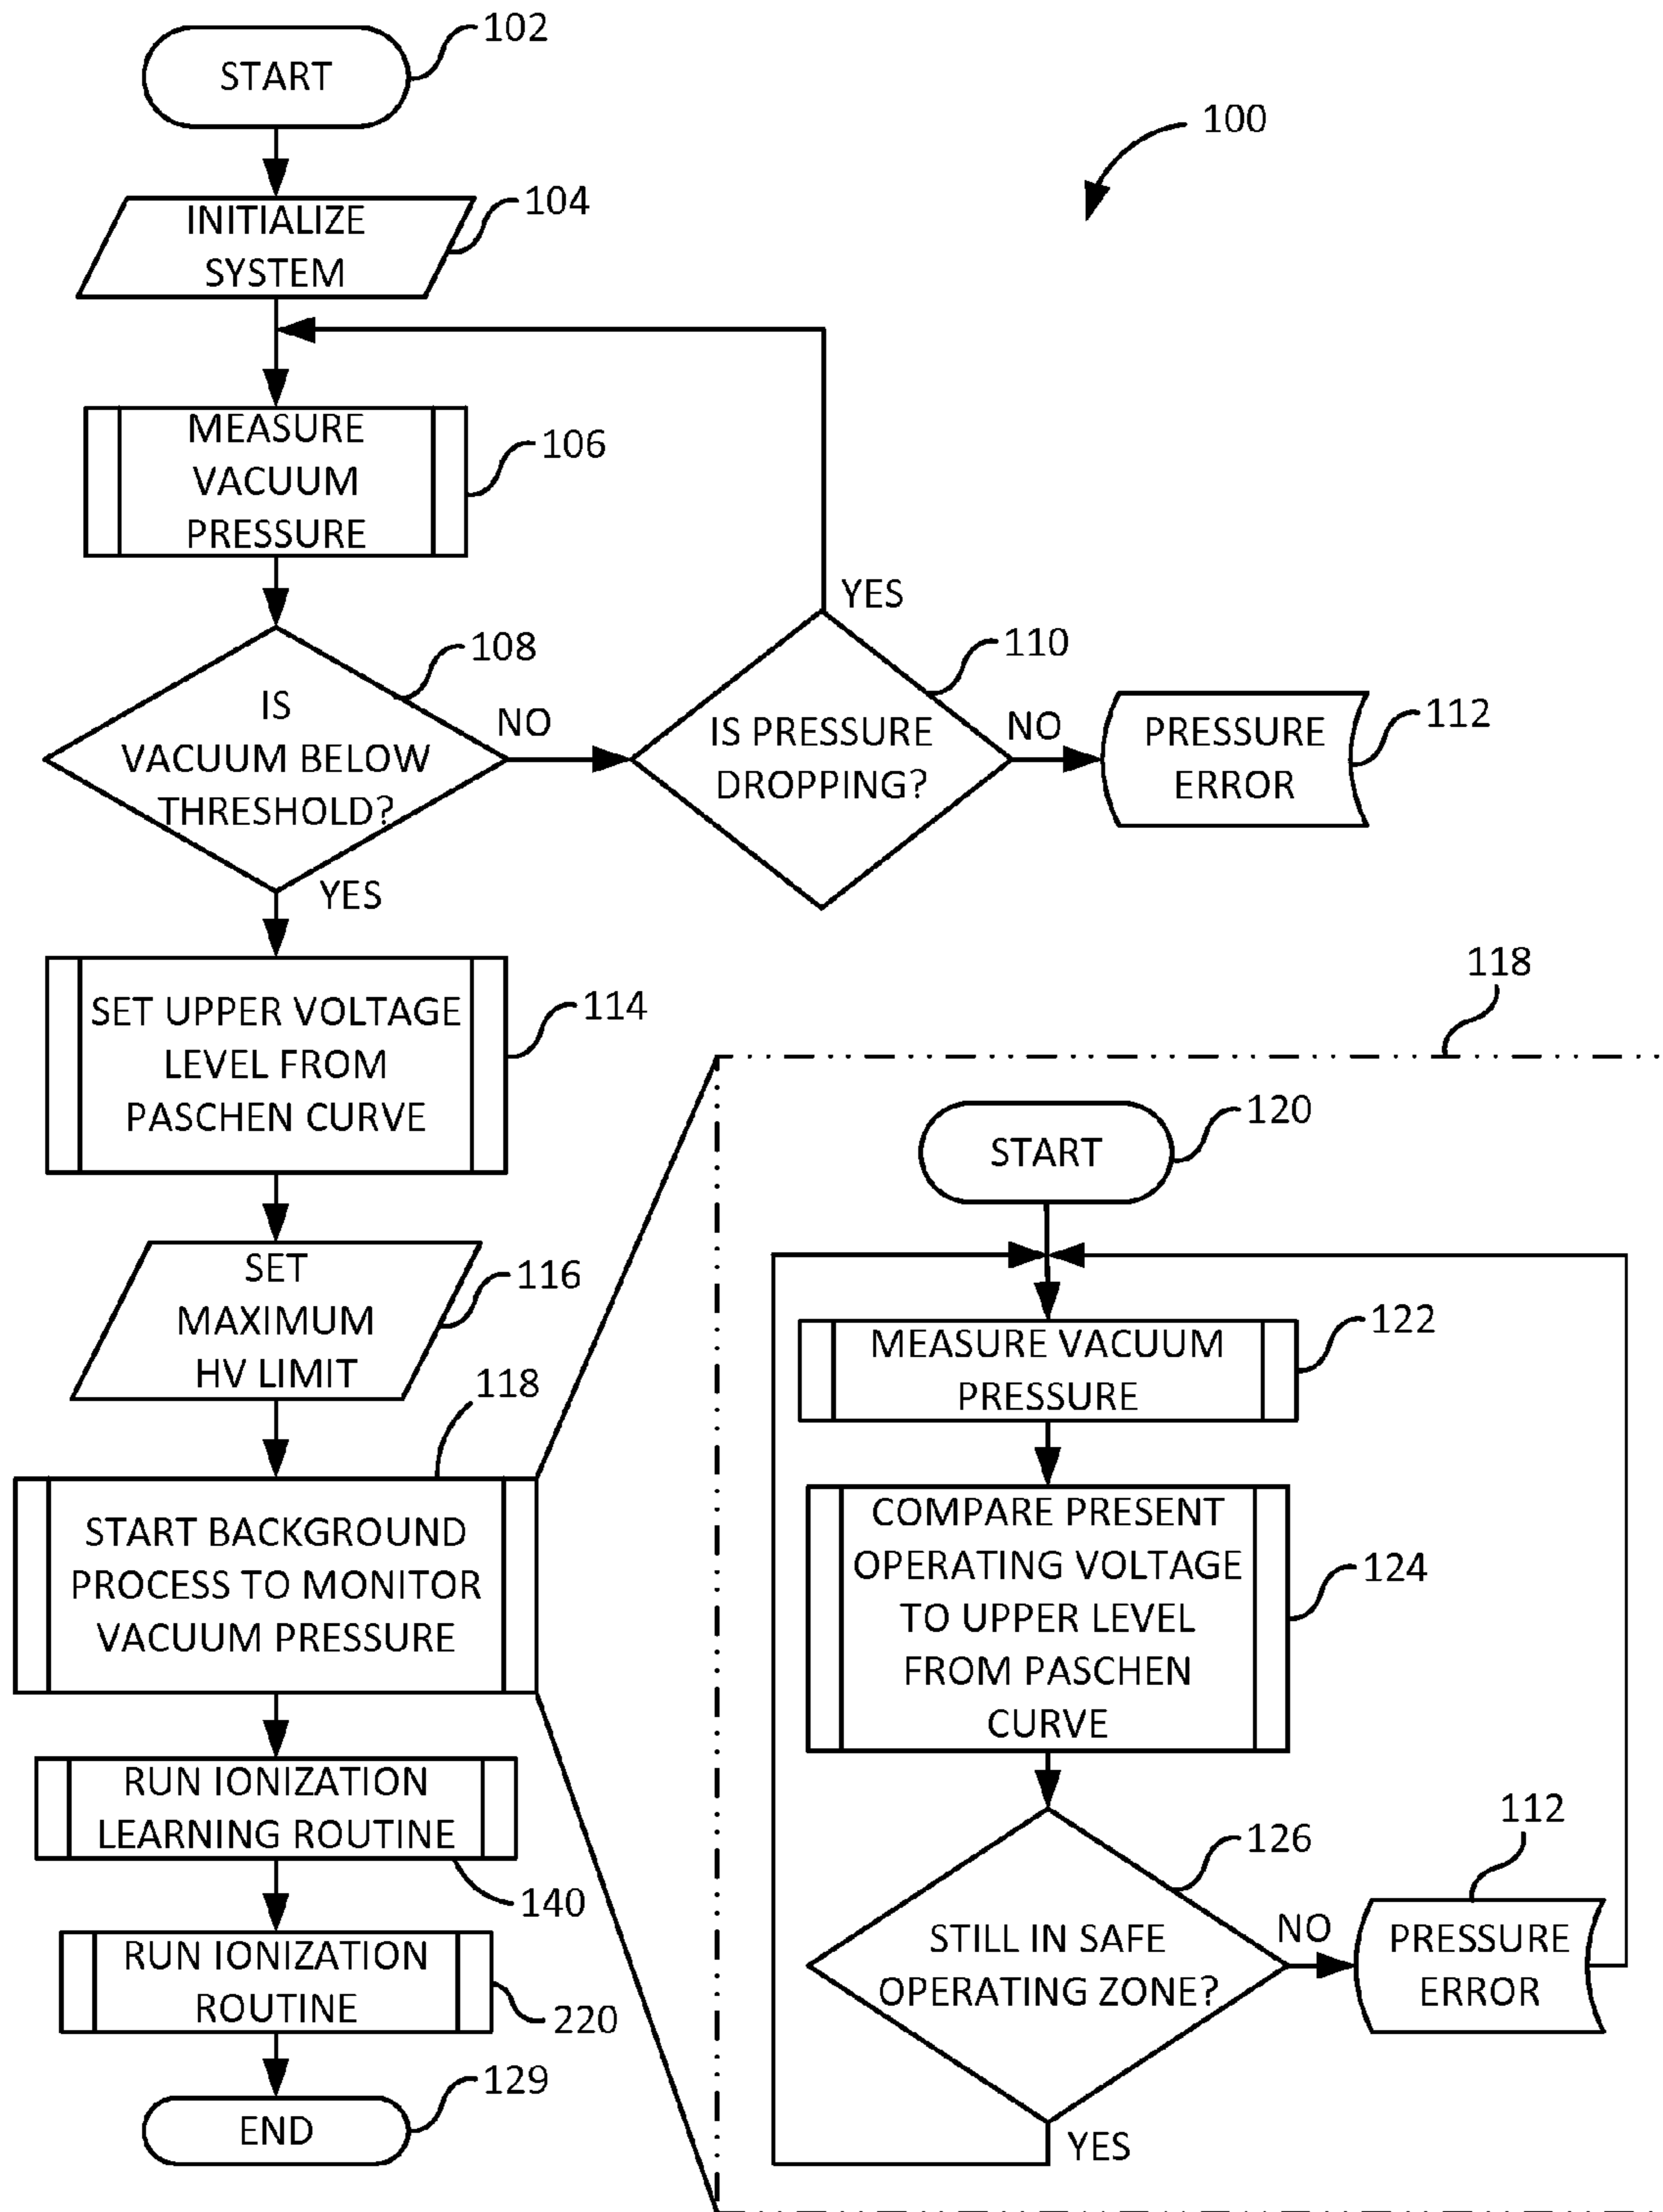 START
102
100
INITIALIZE
SYSTEM
104
MEASURE
VACUUM
PRESSURE
106
IS
VACUUM BELOW
THRESHOLD?
108
NO
YES
YES
IS PRESSURE
DROPPING?
110
NO
PRESSURE
ERROR
112
SET UPPER VOLTAGE
LEVEL FROM
PASCHEN CURVE
114
SET
MAXIMUM
HV LIMIT
116
START BACKGROUND
PROCESS TO MONITOR
VACUUM PRESSURE
118
RUN IONIZATION
LEARNING ROUTINE
140
RUN IONIZATION
ROUTINE
220
END
129
118
START
120
MEASURE VACUUM
PRESSURE
122
COMPARE PRESENT
OPERATING VOLTAGE
TO UPPER LEVEL
FROM PASCHEN
CURVE
124
STILL IN SAFE
OPERATING ZONE?
126
NO
PRESSURE
ERROR
112
YES